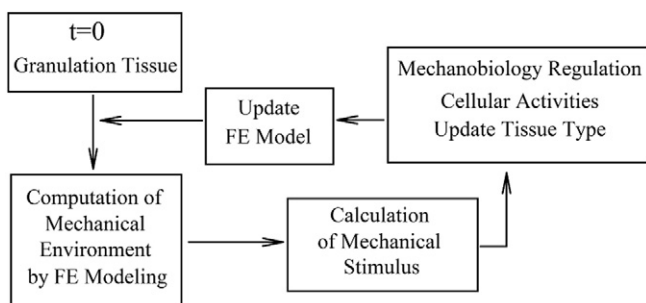 t=0
Granulation Tissue
Mechanobiology Regulation
Cellular Activities
Update Tissue Type
Update
FE Model
Computation of
Mechanical
Environment
by FE Modeling
Calculation
of Mechanical
Stimulus